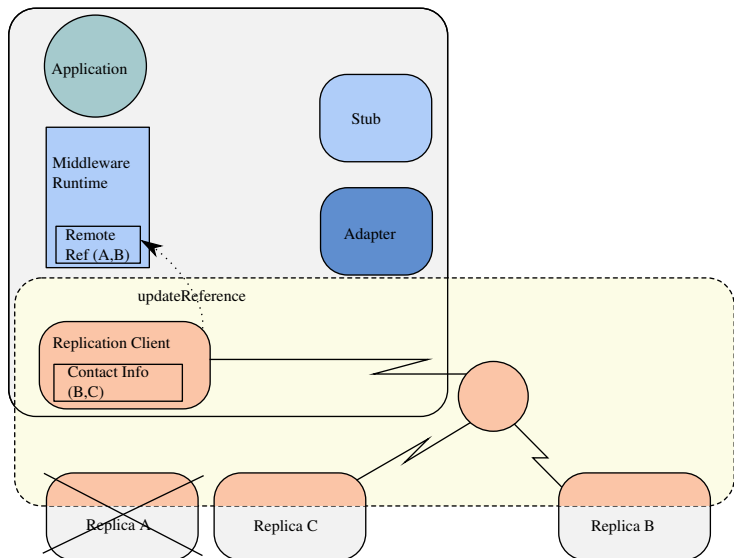 Application
Stub
Middleware
Runtime
Remote
Ref (A,B)
Adapter
updateReference
Replication Client
Contact Info
(B,C)
Replica A
Replica C
Replica B